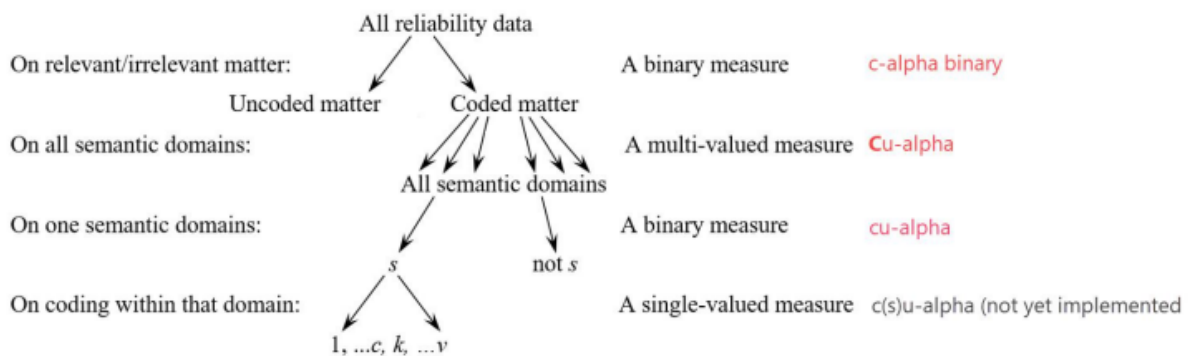 All reliability data
On relevant/irrelevant matter: A binary measure c-alpha binary
Uncoded matter Coded matter
On all semantic domains: A multi-valued measure Cu-alpha
All semantic domains
On one semantic domains: A binary measure cu-alpha
s not s
On coding within that domain: A single-valued measure c(s)u-alpha (not yet implemented
1, ...c, k, ...v